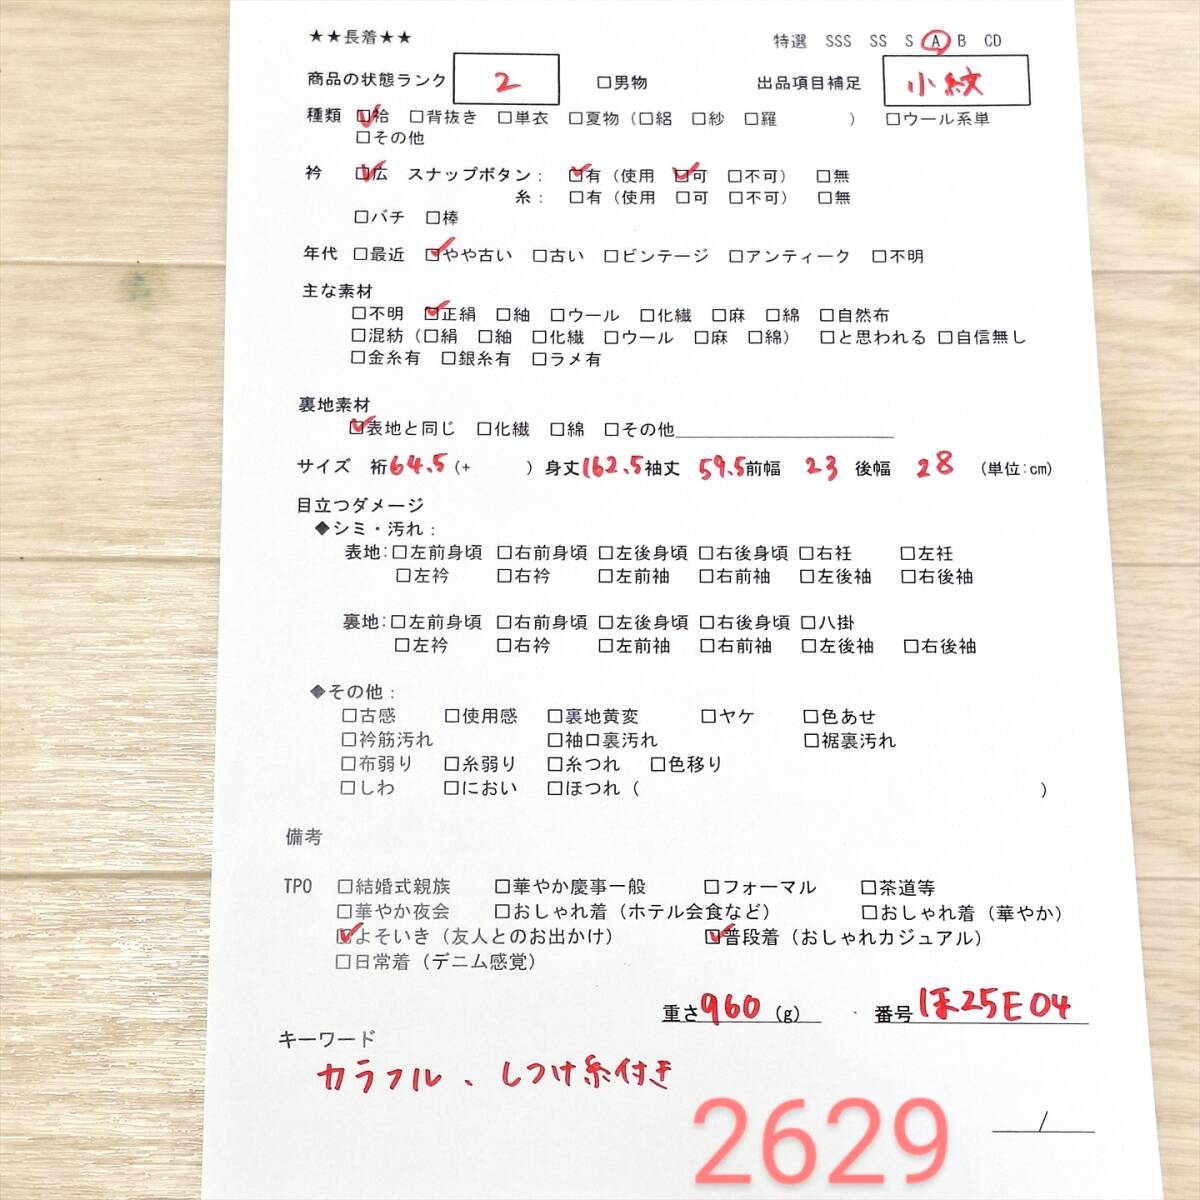 ★★長着★★
特選 SSS SS S A B CD
商品の状態ランク 2 □男物 出品項目補足 小紋
種類 ☑袷 □背抜き □単衣 □夏物（□絽 □紗 □羅 ） □ウール系単
□その他
衿 ☑広 スナップボタン： ☑有（使用 ☑可 □不可） □無
糸： □有（使用 □可 □不可） □無
□バチ □棒
年代 □最近 ☑やや古い □古い □ビンテージ □アンティーク □不明
主な素材
□不明 ☑正絹 □紬 □ウール □化繊 □麻 □綿 □自然布
□混紡（□絹 □紬 □化繊 □ウール □麻 □綿） □と思われる □自信無し
□金糸有 □銀糸有 □ラメ有
裏地素材
☑表地と同じ □化繊 □綿 □その他
サイズ 裄64.5（+ ）身丈162.5袖丈 59.5前幅 23 後幅 28 （単位:cm）
目立つダメージ
◆シミ・汚れ：
表地:□左前身頃 □右前身頃 □左後身頃 □右後身頃 □右衽 □左衽
□左衿 □右衿 □左前袖 □右前袖 □左後袖 □右後袖
裏地:□左前身頃 □右前身頃 □左後身頃 □右後身頃 □八掛
□左衿 □右衿 □左前袖 □右前袖 □左後袖 □右後袖
◆その他：
□古感 □使用感 □裏地黄変 □ヤケ □色あせ
□衿筋汚れ □袖口裏汚れ □裾裏汚れ
□布弱り □糸弱り □糸つれ □色移り
□しわ □におい □ほつれ（ ）
備考
TPO □結婚式親族 □華やか慶事一般 □フォーマル □茶道等
□華やか夜会 □おしゃれ着（ホテル会食など） □おしゃれ着（華やか）
☑よそいき（友人とのお出かけ） ☑普段着（おしゃれカジュアル）
□日常着（デニム感覚）
重さ960（g） 番号 ほ25E04
キーワード
カラフル、しつけ糸付き
/
2629